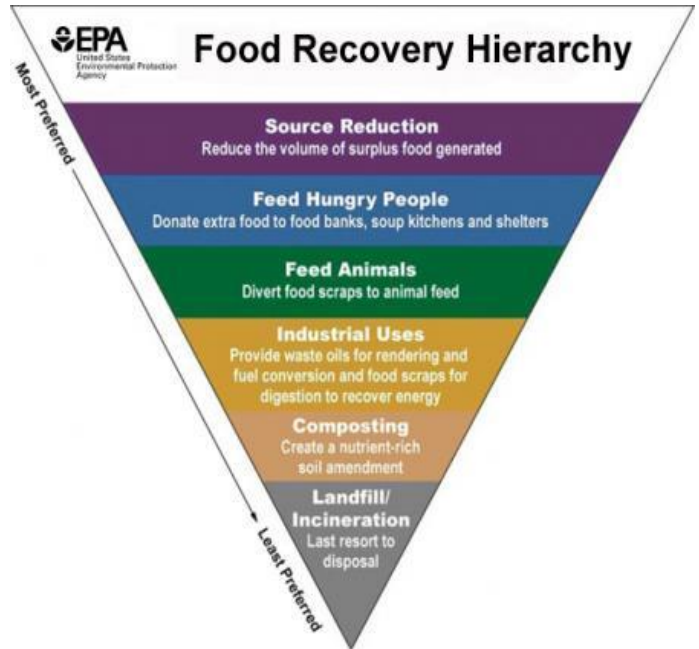 EPA
United States
Environmental Protection
Agency
Food Recovery Hierarchy
Most Preferred
Source Reduction
Reduce the volume of surplus food generated
Feed Hungry People
Donate extra food to food banks, soup kitchens and shelters
Feed Animals
Divert food scraps to animal feed
Industrial Uses
Provide waste oils for rendering and
fuel conversion and food scraps for
digestion to recover energy
Composting
Create a nutrient-rich
soil amendment
Landfill/
Incineration
Last resort to
disposal
Least Preferred